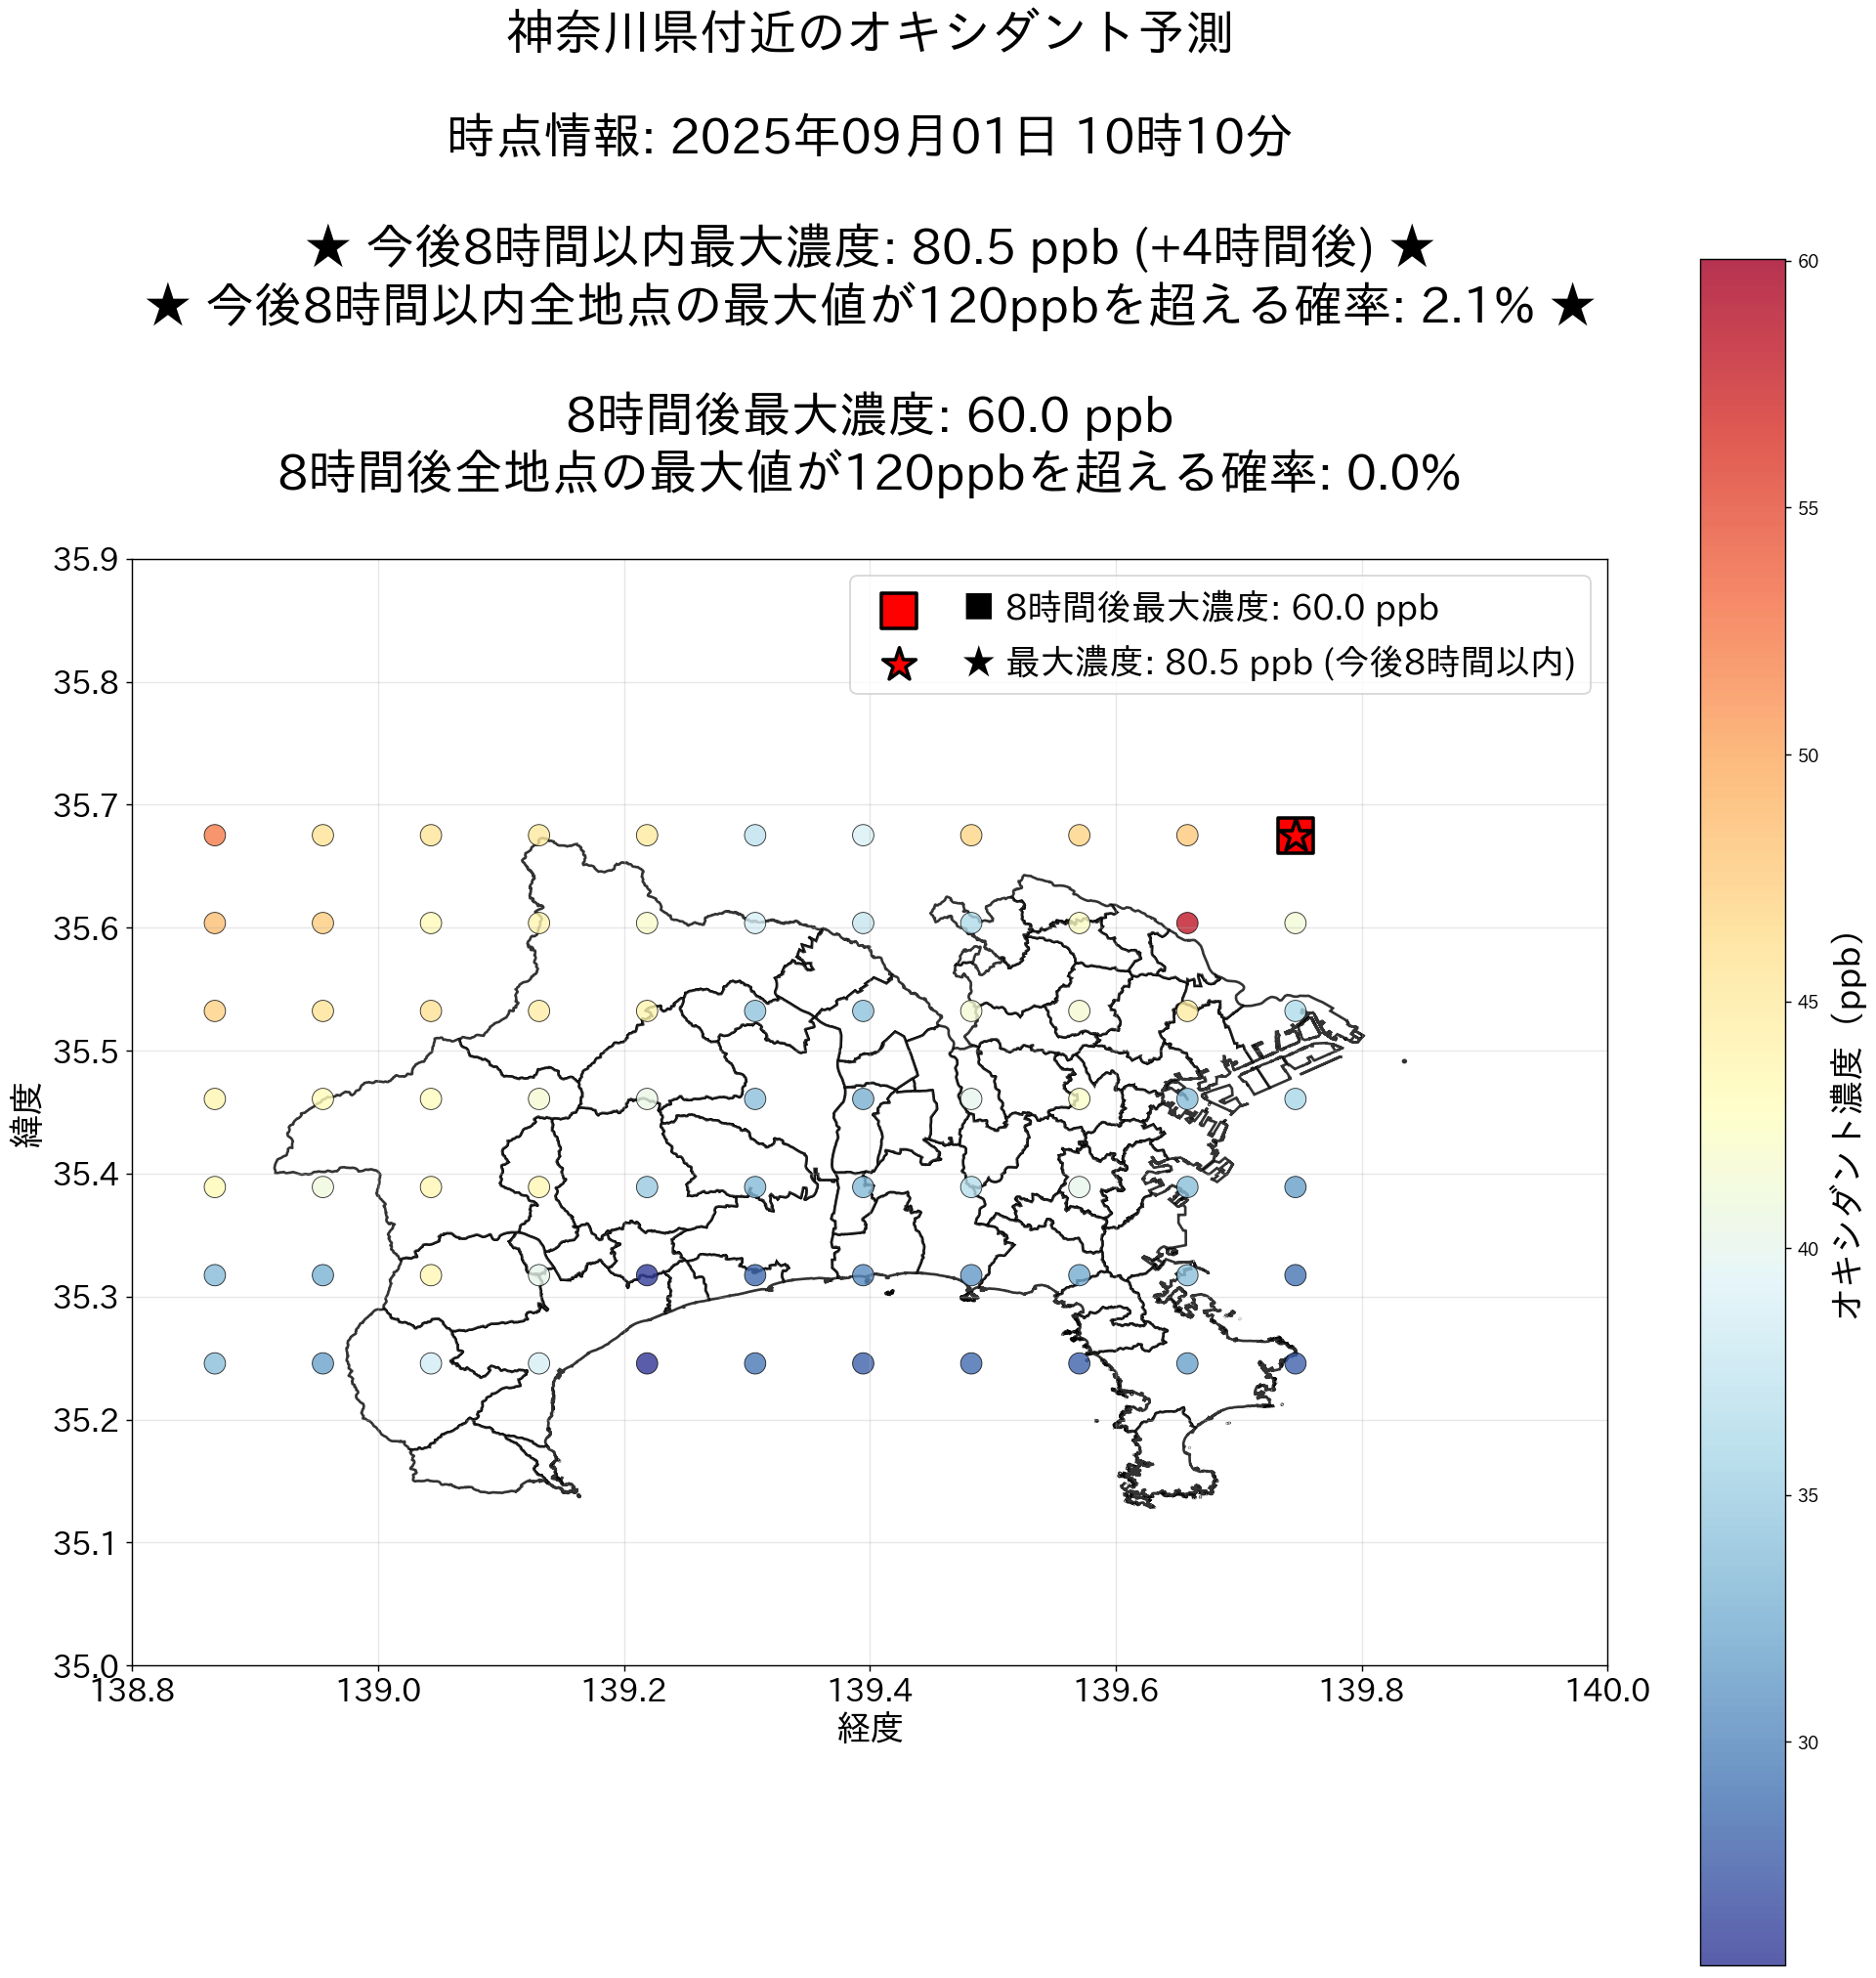 神奈川県付近のオキシダント予測
時点情報: 2025年09月01日 10時10分
★ 今後8時間以内最大濃度: 80.5 ppb (+4時間後) ★
★ 今後8時間以内全地点の最大値が120ppbを超える確率: 2.1% ★
8時間後最大濃度: 60.0 ppb
8時間後全地点の最大値が120ppbを超える確率: 0.0%
■ 8時間後最大濃度: 60.0 ppb
★ 最大濃度: 80.5 ppb (今後8時間以内)
35.9
35.8
35.7
35.6
35.5
35.4
35.3
35.2
35.1
35.0
緯度
138.8
139.0
139.2
139.4
139.6
139.8
140.0
経度
60
55
50
45
40
35
30
オキシダント濃度（ppb）